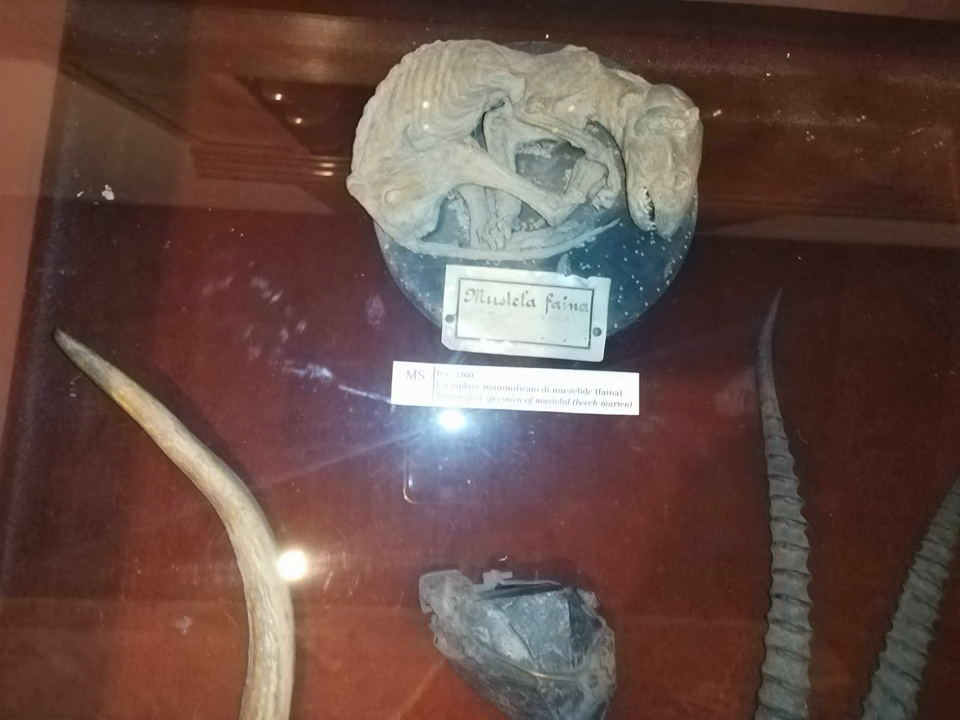 Mustela faina
MS
Esemplare mummificato di mustelide (faina)
Mummified specimen of mustelid (beech marten)